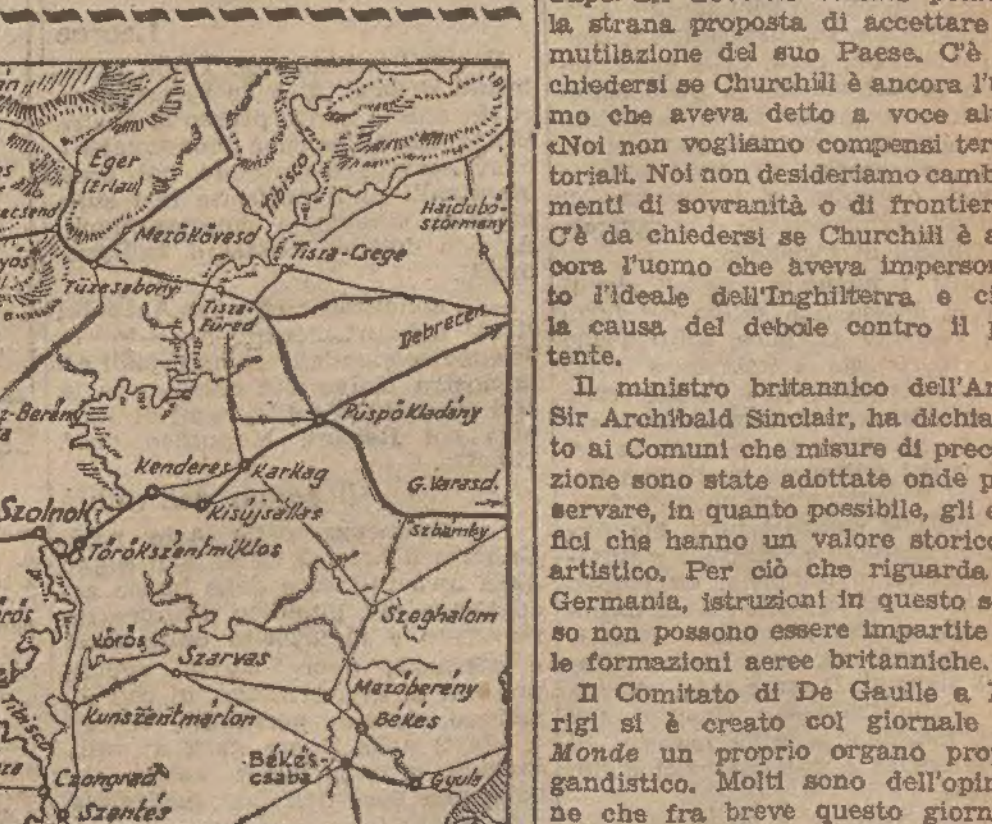 Eger
(Erlau)
Tibisco
Hajdubö-
szörmany
Mezökövesd
Tisza-Csege
Füzesabony
Tisza-
Füred
Debrecen
z-Berény
Püspökladány
Kenderes
Karkag
G. Varasd.
Kisújsallas
Szolnok
Szbámky
Törökszentmiklos
Szeghalom
Körös
Szarvas
Mezöberény
Kunszentmárton
Békés
Tibisco
Békés-
csaba
Gyula
Czongrad
Szentés
la strana proposta di accettare
mutilazione del suo Paese. C'è
chiedersi se Churchill è ancora l'
mo che aveva detto a voce al
«Noi non vogliamo compensi ter
toriali. Noi non desideriamo camb
menti di sovranità o di frontier
C'è da chiedersi se Churchill è a
cora l'uomo che aveva imperson
to l'ideale dell'Inghilterra e ci
la causa del debole contro il p
tente.
Il ministro britannico dell'A
Sir Archibald Sinclair, ha dichia
to ai Comuni che misure di prec
zione sono state adottate onde p
servare, in quanto possibile, gli e
fici che hanno un valore storico
artistico. Per ciò che riguarda
Germania, istruzioni in questo s
so non possono essere impartite
le formazioni aeree britanniche.
Il Comitato di De Gaulle a
rigi si è creato col giornale
Monde un proprio organo pro
gandistico. Molti sono dell'opin
ne che fra breve questo giorn